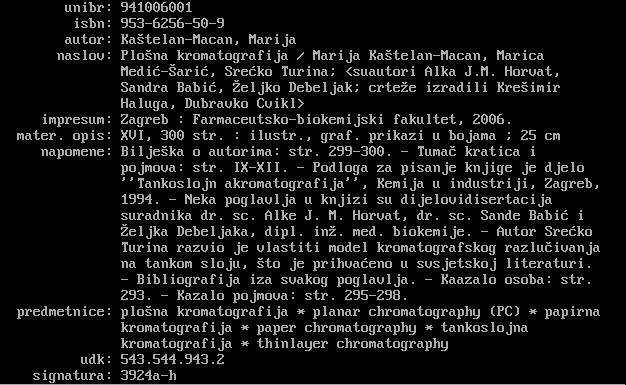 unibr: 941006001
isbn: 953-6256-50-9
autor: Kaštelan-Macan, Marija
naslov: Plošna kromatografija / Marija Kaštelan-Macan, Marica
Medić-Šarić, Srećko Turina; <suautori Alka J.M. Horvat,
Sandra Babić, Željko Debeljak; crteže izradili Krešimir
Haluga, Dubravko Cvikl>
impresum: Zagreb : Farmaceutsko-biokemijski fakultet, 2006.
mater. opis: XVI, 300 str. : ilustr., graf. prikazi u bojama ; 25 cm
napomene: Bilješka o autorima: str. 299-300. - Tumač kratica i
pojmova: str. IX-XII. - Podloga za pisanje knjige je djelo
''Tankoslojn akromatografija'', Kemija u industriji, Zagreb,
1994. - Neka poglavlja u knjizi su dijelovidisertacija
suradnika dr. sc. Alke J. M. Horvat, dr. sc. Sande Babić i
Željka Debeljaka, dipl. inž. med. biokemije. - Autor Srećko
Turina razvio je vlastiti model kromatografskog razlučivanja
na tankom sloju, što je prihvaćeno u svsjetskoj literaturi.
- Bibliografija iza svakog poglavlja. - Kaazalo osoba: str.
293. - Kazalo pojmova: str. 295-298.
predmetnice: plošna kromatografija * planar chromatography (PC) * papirna
kromatografija * paper chromatography * tankoslojna
kromatografija * thinlayer chromatography
udk: 543.544.943.2
signatura: 3924a-h